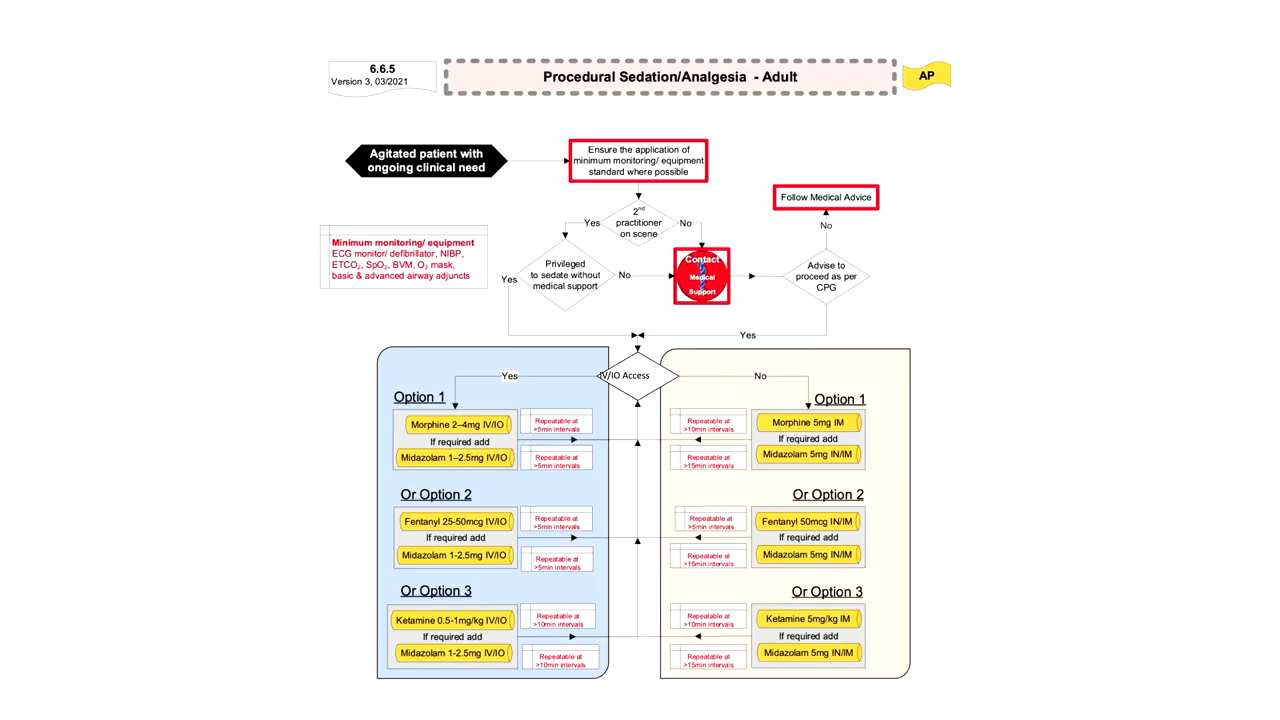 6.6.5
Version 3, 03/2021
Procedural Sedation/Analgesia - Adult
AP
Agitated patient with
ongoing clinical need
Ensure the application of
minimum monitoring/ equipment
standard where possible
Follow Medical Advice
2nd
practitioner
on scene
Yes
No
No
Minimum monitoring/ equipment
ECG monitor/ defibrillator, NIBP,
ETCO₂, SpO₂, BVM, O₂ mask,
basic & advanced airway adjuncts
Privileged
to sedate without
medical support
Yes
No
Contact
Medical
Support
Advise to
proceed as per
CPG
Yes
IV/IO Access
Yes
No
Option 1
Morphine 2–4mg IV/IO
If required add
Midazolam 1–2.5mg IV/IO
Repeatable at
>5min intervals
Repeatable at
>5min intervals
Or Option 2
Fentanyl 25-50mcg IV/IO
If required add
Midazolam 1-2.5mg IV/IO
Repeatable at
>5min intervals
Repeatable at
>5min intervals
Or Option 3
Ketamine 0.5-1mg/kg IV/IO
If required add
Midazolam 1-2.5mg IV/IO
Repeatable at
>10min intervals
Repeatable at
>10min intervals
Option 1
Repeatable at
>10min intervals
Repeatable at
>15min intervals
Morphine 5mg IM
If required add
Midazolam 5mg IN/IM
Or Option 2
Repeatable at
>5min intervals
Repeatable at
>15min intervals
Fentanyl 50mcg IN/IM
If required add
Midazolam 5mg IN/IM
Or Option 3
Repeatable at
>10min intervals
Repeatable at
>15min intervals
Ketamine 5mg/kg IM
If required add
Midazolam 5mg IN/IM